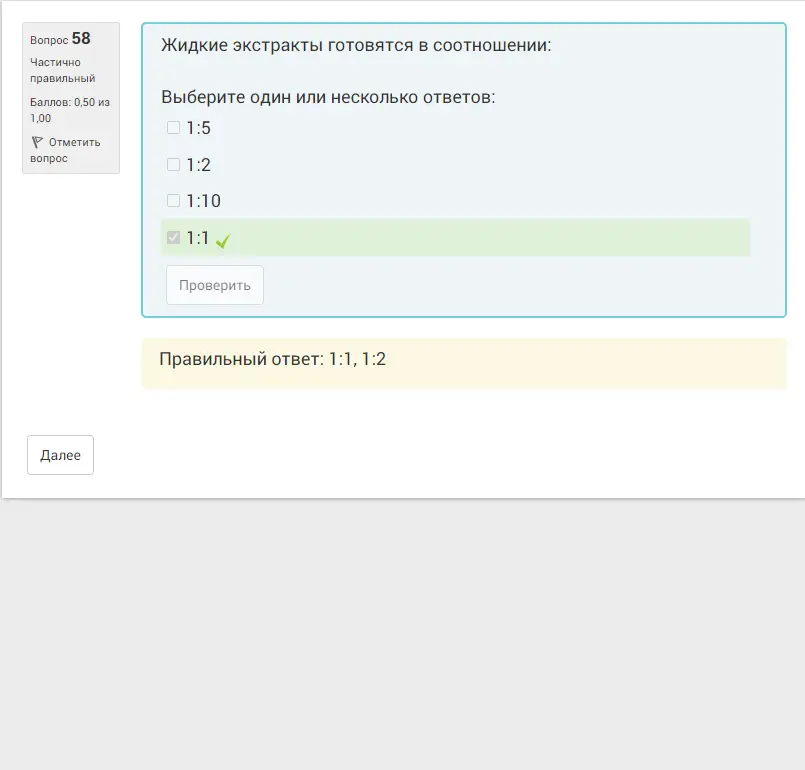 Вопрос 58
Частично
правильный
Баллов: 0,50 из
1,00
Отметить
вопрос
Жидкие экстракты готовятся в соотношении:
Выберите один или несколько ответов:
1:5
1:2
1:10
1:1
Проверить
Правильный ответ: 1:1, 1:2
Далее